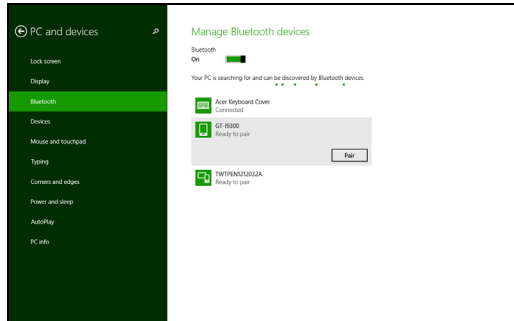 PC and devices
Lock screen
Display
Bluetooth
Devices
Mouse and touchpad
Typing
Corners and edges
Power and sleep
AutoPlay
PC info
Manage Bluetooth devices
Bluetooth
On
Your PC is searching for and can be discovered by Bluetooth devices.
Acer Keyboard Cover
Connected
GT-I9300
Ready to pair
Pair
TWTPEN1212032A
Ready to pair